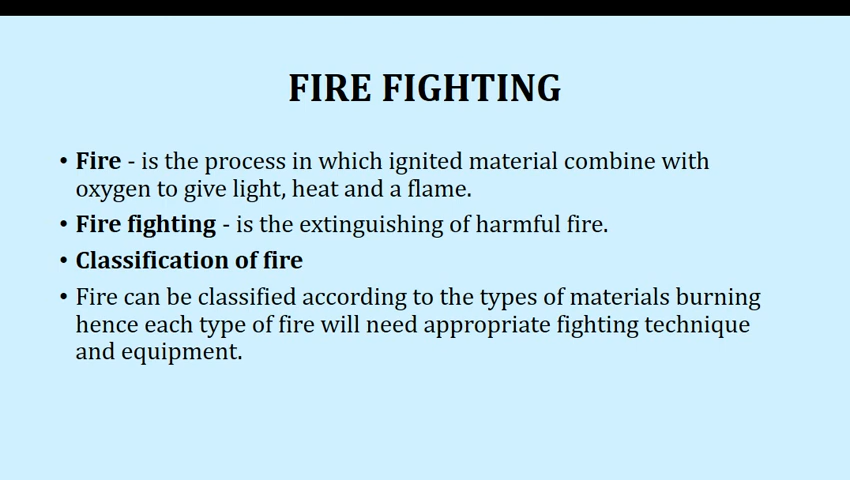 FIRE FIGHTING
• Fire - is the process in which ignited material combine with
oxygen to give light, heat and a flame.
• Fire fighting - is the extinguishing of harmful fire.
• Classification of fire
• Fire can be classified according to the types of materials burning
hence each type of fire will need appropriate fighting technique
and equipment.